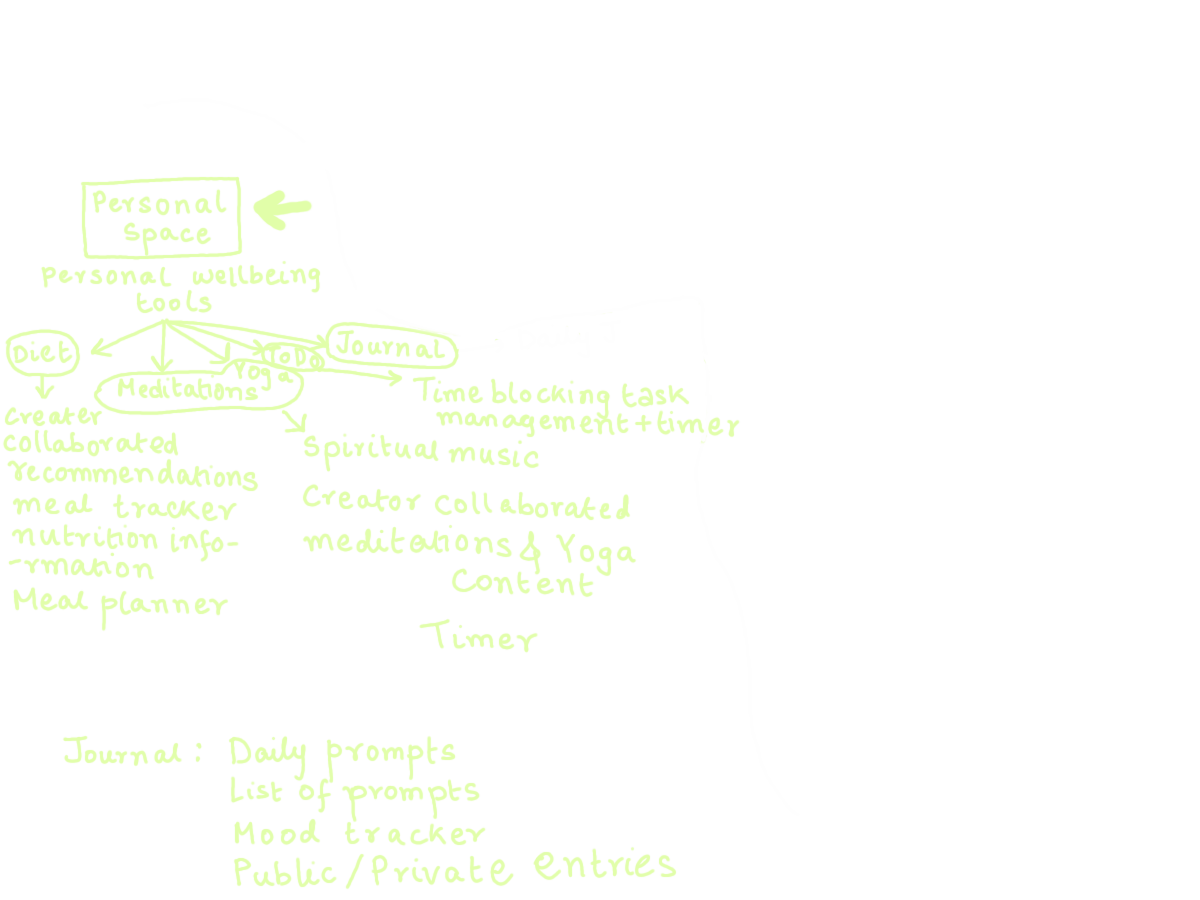 Personal
Space
Personal wellbeing
tools
Diet
Meditations
Yoga
ToDo
Journal
Creater
collaborated
recommendations
meal tracker
nutrition info-
-rmation
Meal planner
Time blocking task
management + timer
Spiritual music
Creator collaborated
meditations & Yoga
Content
Timer
Journal : Daily prompts
List of prompts
Mood tracker
Public / Private entries